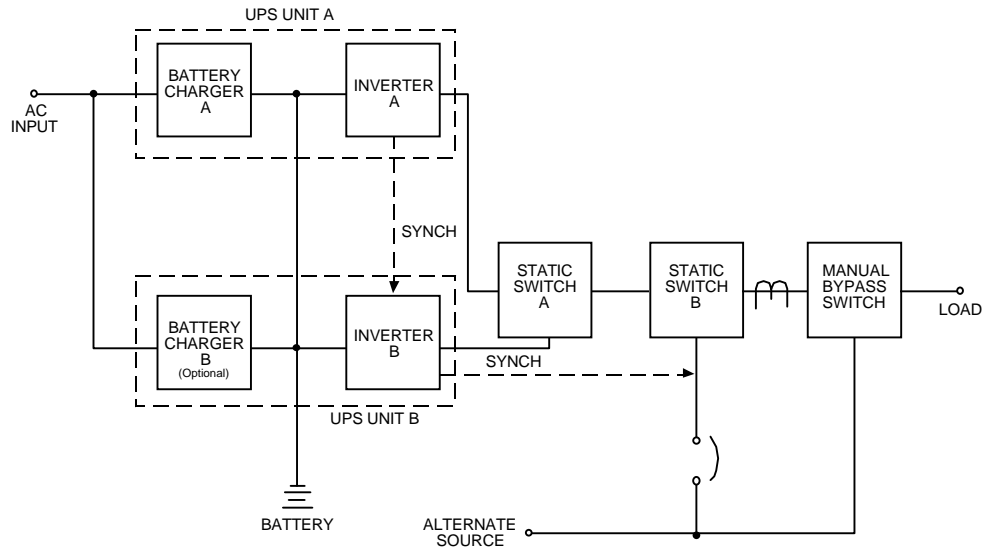 UPS UNIT A
BATTERY
CHARGER
A
INVERTER
A
AC
INPUT
SYNCH
BATTERY
CHARGER
B
(Optional)
INVERTER
B
STATIC
SWITCH
A
STATIC
SWITCH
B
MANUAL
BYPASS
SWITCH
LOAD
SYNCH
UPS UNIT B
BATTERY
ALTERNATE
SOURCE